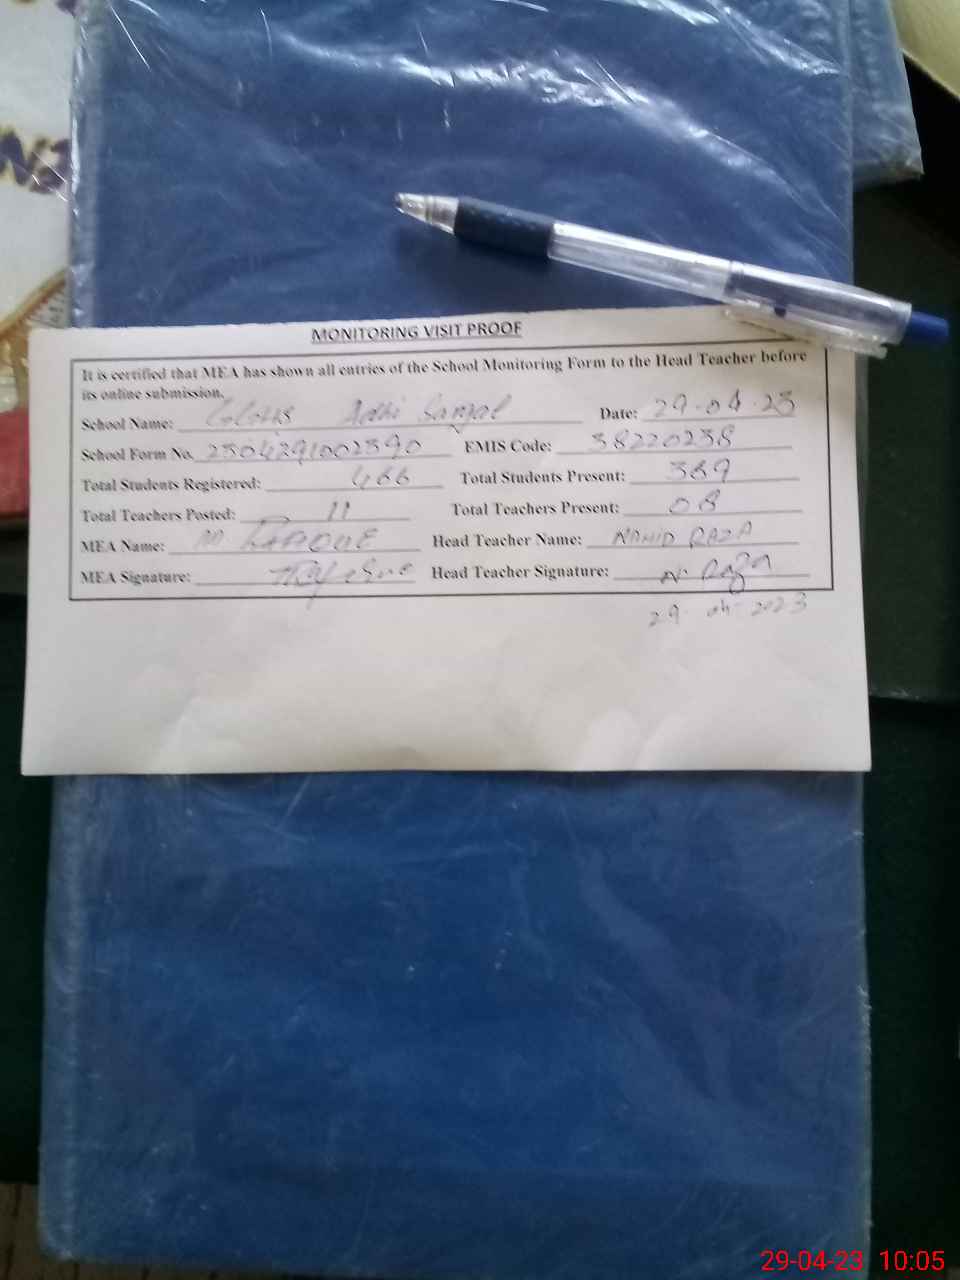 MONITORING VISIT PROOF
It is certified that MEA has shown all entries of the School Monitoring Form to the Head Teacher before
its online submission.
School Name: Adhi Date: 29-04-23
School Form No. 2304291002390 EMIS Code: 38220238
Total Students Registered: 466 Total Students Present: 389
Total Teachers Posted: 11 Total Teachers Present: 08
MEA Name: M Head Teacher Name: NAHID RAZA
MEA Signature: Head Teacher Signature: N. Raza
29-04-2023
29-04-23 10:05